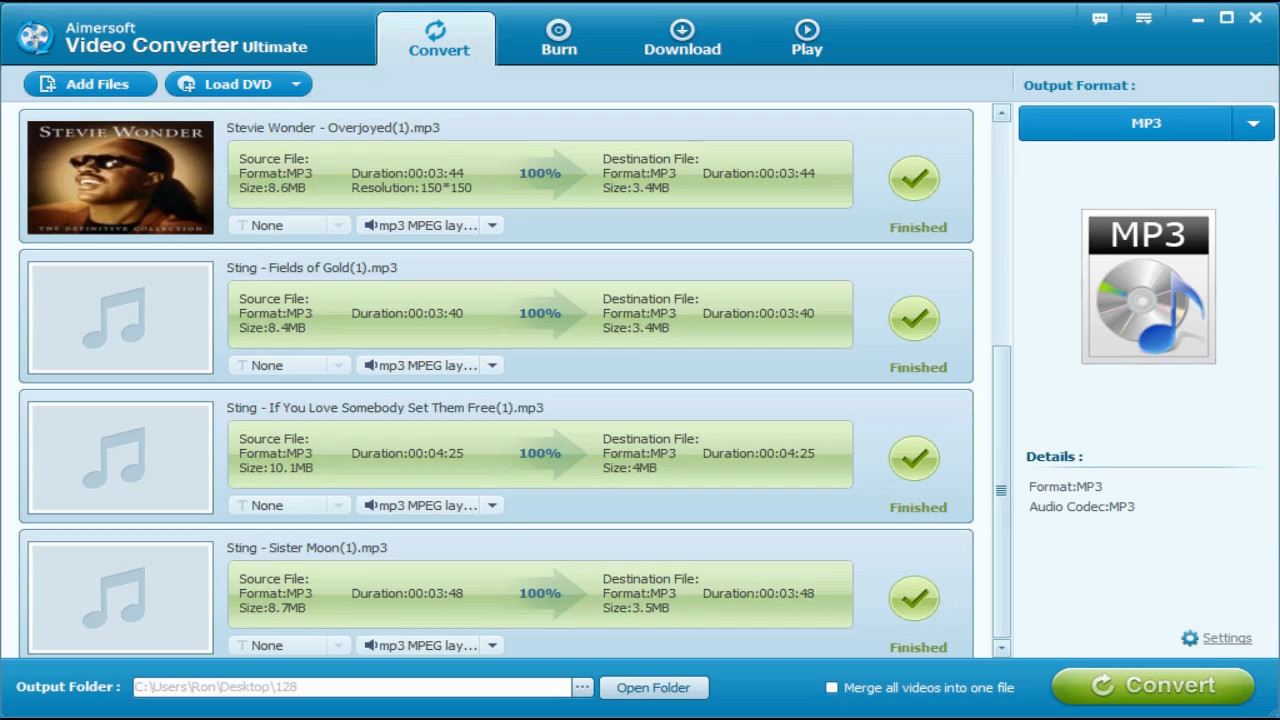 Aimersoft
Video Converter Ultimate
Convert
Burn
Download
Play
Add Files
Load DVD
Output Format :
MP3
STEVIE WONDER
THE DEFINITIVE COLLECTION
Stevie Wonder - Overjoyed(1).mp3
Source File:
Format:MP3 Duration:00:03:44
Size:8.6MB Resolution:150*150
100%
Destination File:
Format:MP3 Duration:00:03:44
Size:3.4MB
T None
mp3 MPEG lay...
Finished
Sting - Fields of Gold(1).mp3
Source File:
Format:MP3 Duration:00:03:40
Size:8.4MB
100%
Destination File:
Format:MP3 Duration:00:03:40
Size:3.4MB
T None
mp3 MPEG lay...
Finished
Sting - If You Love Somebody Set Them Free(1).mp3
Source File:
Format:MP3 Duration:00:04:25
Size:10.1MB
100%
Destination File:
Format:MP3 Duration:00:04:25
Size:4MB
T None
mp3 MPEG lay...
Finished
Sting - Sister Moon(1).mp3
Source File:
Format:MP3 Duration:00:03:48
Size:8.7MB
100%
Destination File:
Format:MP3 Duration:00:03:48
Size:3.5MB
T None
mp3 MPEG lay...
Finished
MP3
Details :
Format:MP3
Audio Codec:MP3
Settings
Output Folder :
C:\Users\Ron\Desktop\128
...
Open Folder
Merge all videos into one file
Convert